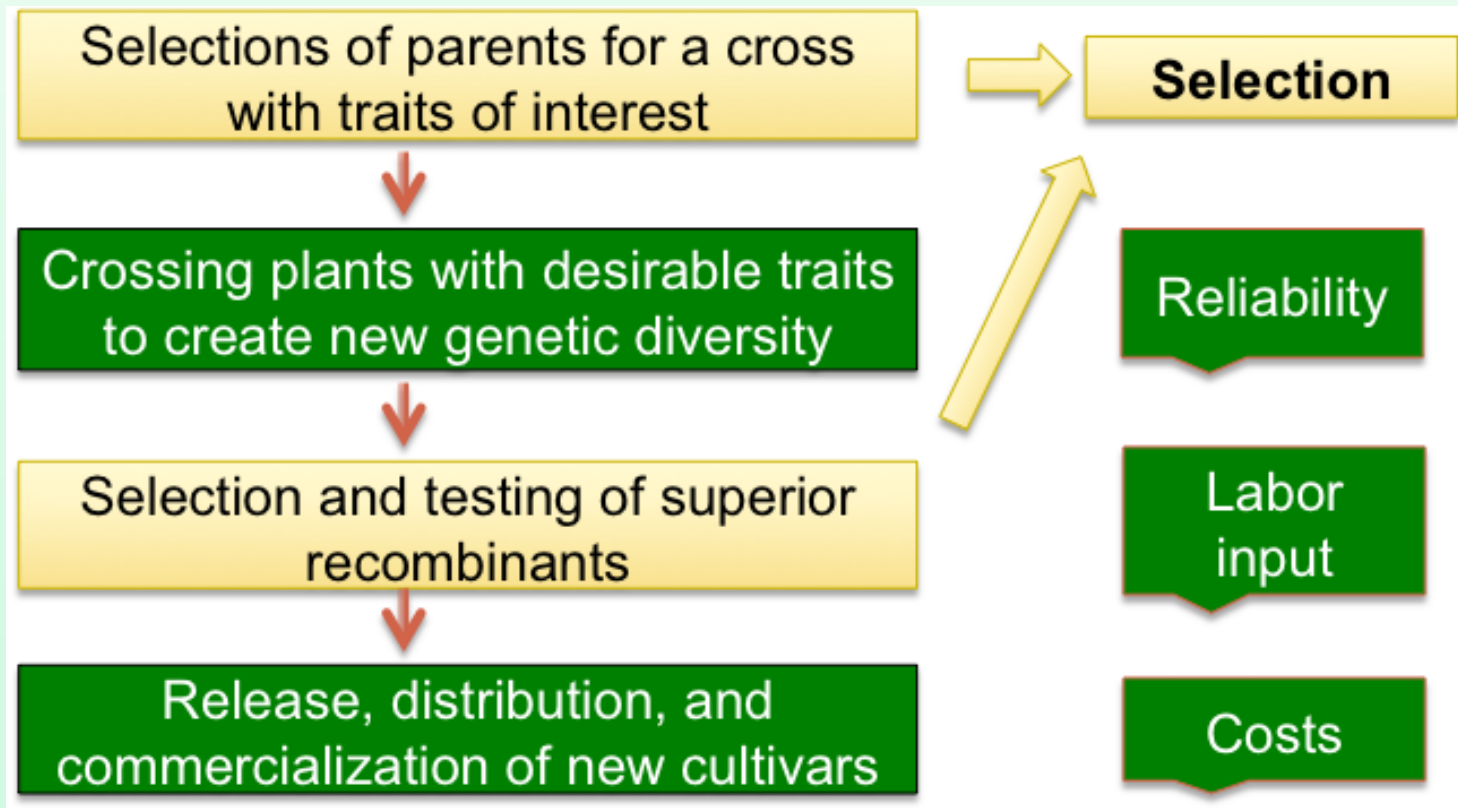 Selections of parents for a cross
with traits of interest
Selection
Crossing plants with desirable traits
to create new genetic diversity
Reliability
Selection and testing of superior
recombinants
Labor
input
Release, distribution, and
commercialization of new cultivars
Costs